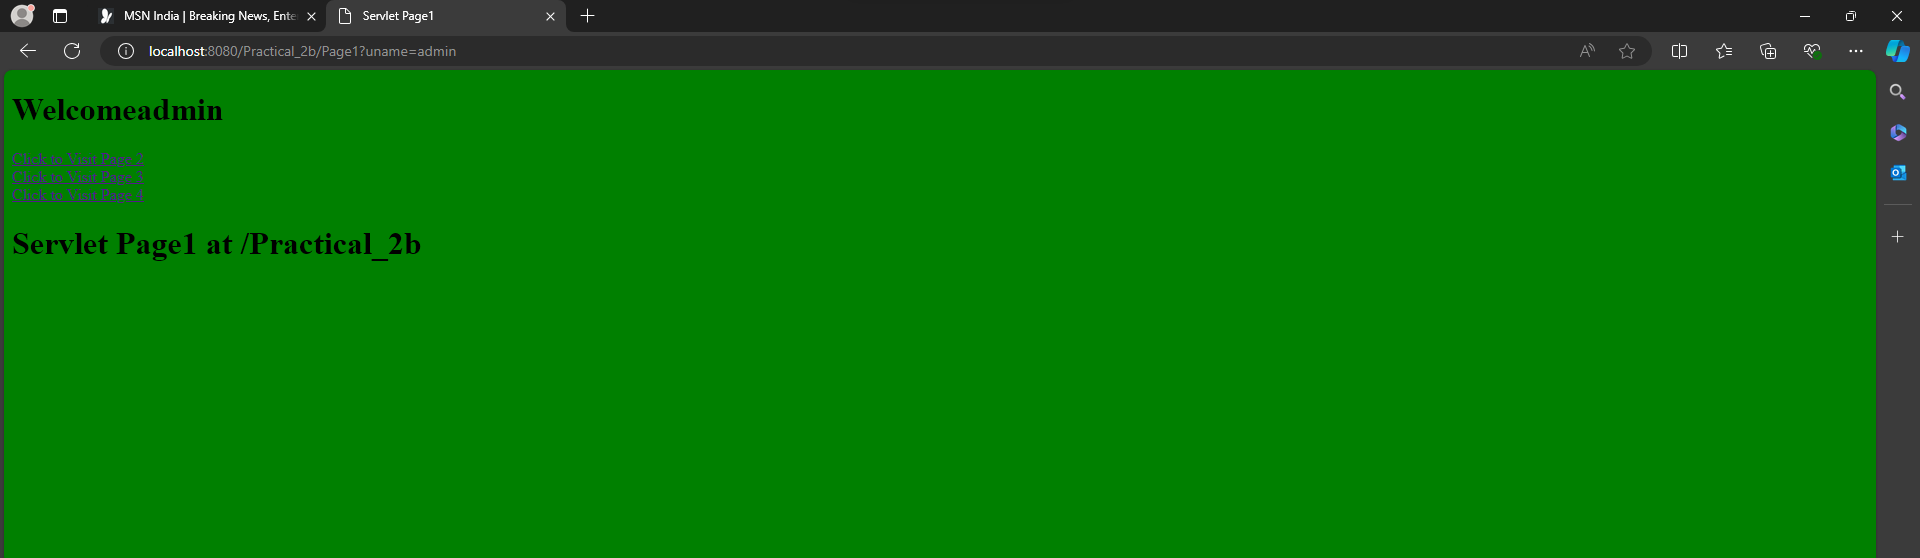 MSN India | Breaking News, Ente
Servlet Page1
localhost:8080/Practical_2b/Page1?uname=admin
Welcomeadmin
Click to Visit Page 2
Click to Visit Page 3
Click to Visit Page 4
Servlet Page1 at /Practical_2b